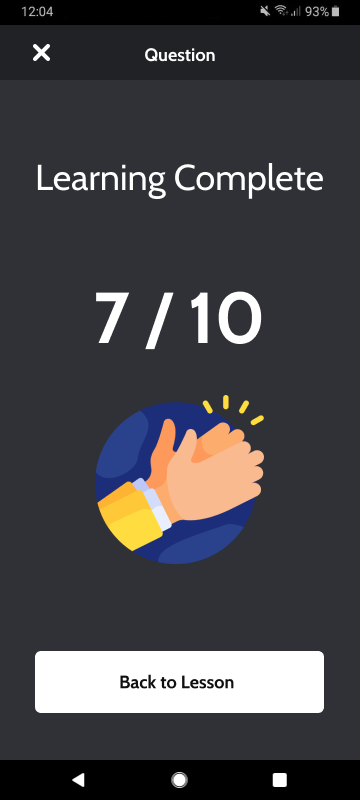 12:04
93%
Question
Learning Complete
7 / 10
Back to Lesson